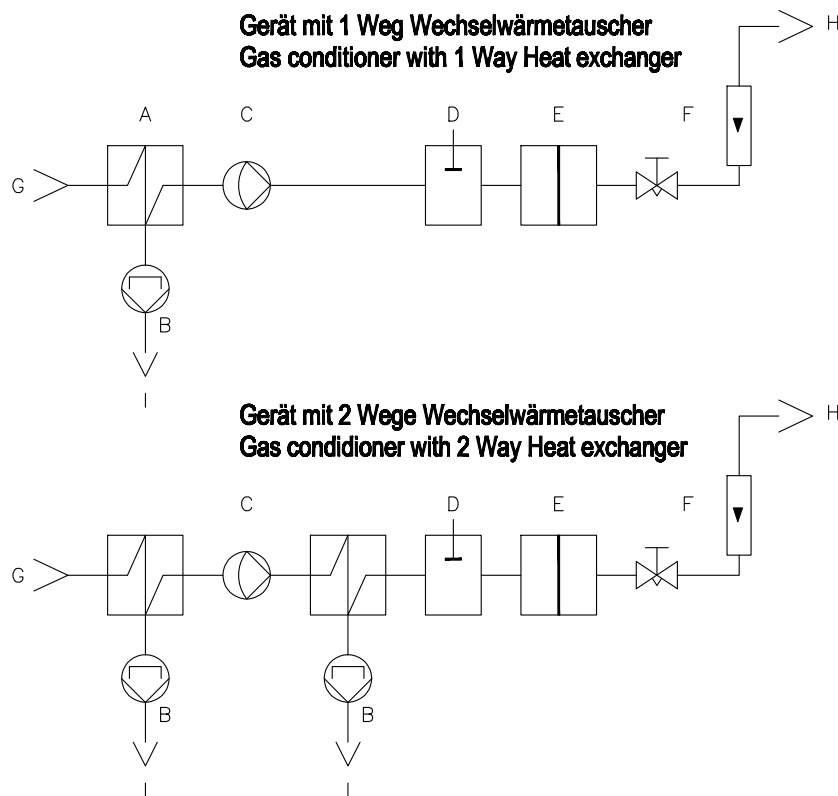 Gerät mit 1 Weg Wechselwärmetauscher
Gas conditioner with 1 Way Heat exchanger
H
A C D E F
G
B
I
Gerät mit 2 Wege Wechselwärmetauscher
Gas condidioner with 2 Way Heat exchanger
H
C D E F
G
B B
I I